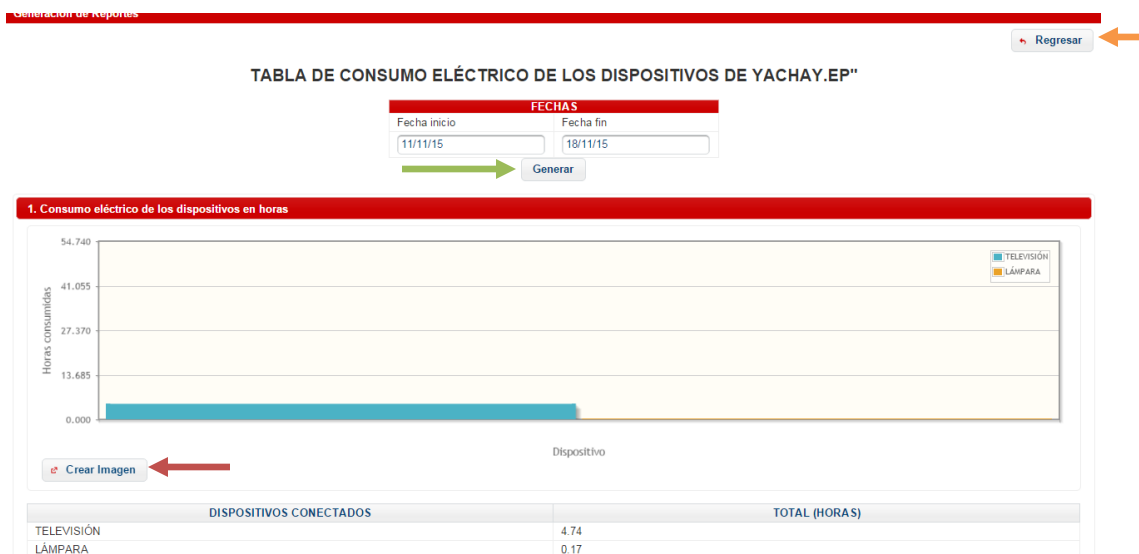 Generación de Reportes
Regresar
TABLA DE CONSUMO ELÉCTRICO DE LOS DISPOSITIVOS DE YACHAY.EP"
FECHAS
Fecha inicio Fecha fin
11/11/15 18/11/15
Generar
1. Consumo eléctrico de los dispositivos en horas
54.740
41.055
27.370
13.685
0.000
Horas consumidas
TELEVISIÓN
LÁMPARA
Dispositivo
Crear Imagen
DISPOSITIVOS CONECTADOS TOTAL (HORAS)
TELEVISIÓN 4.74
LÁMPARA 0.17